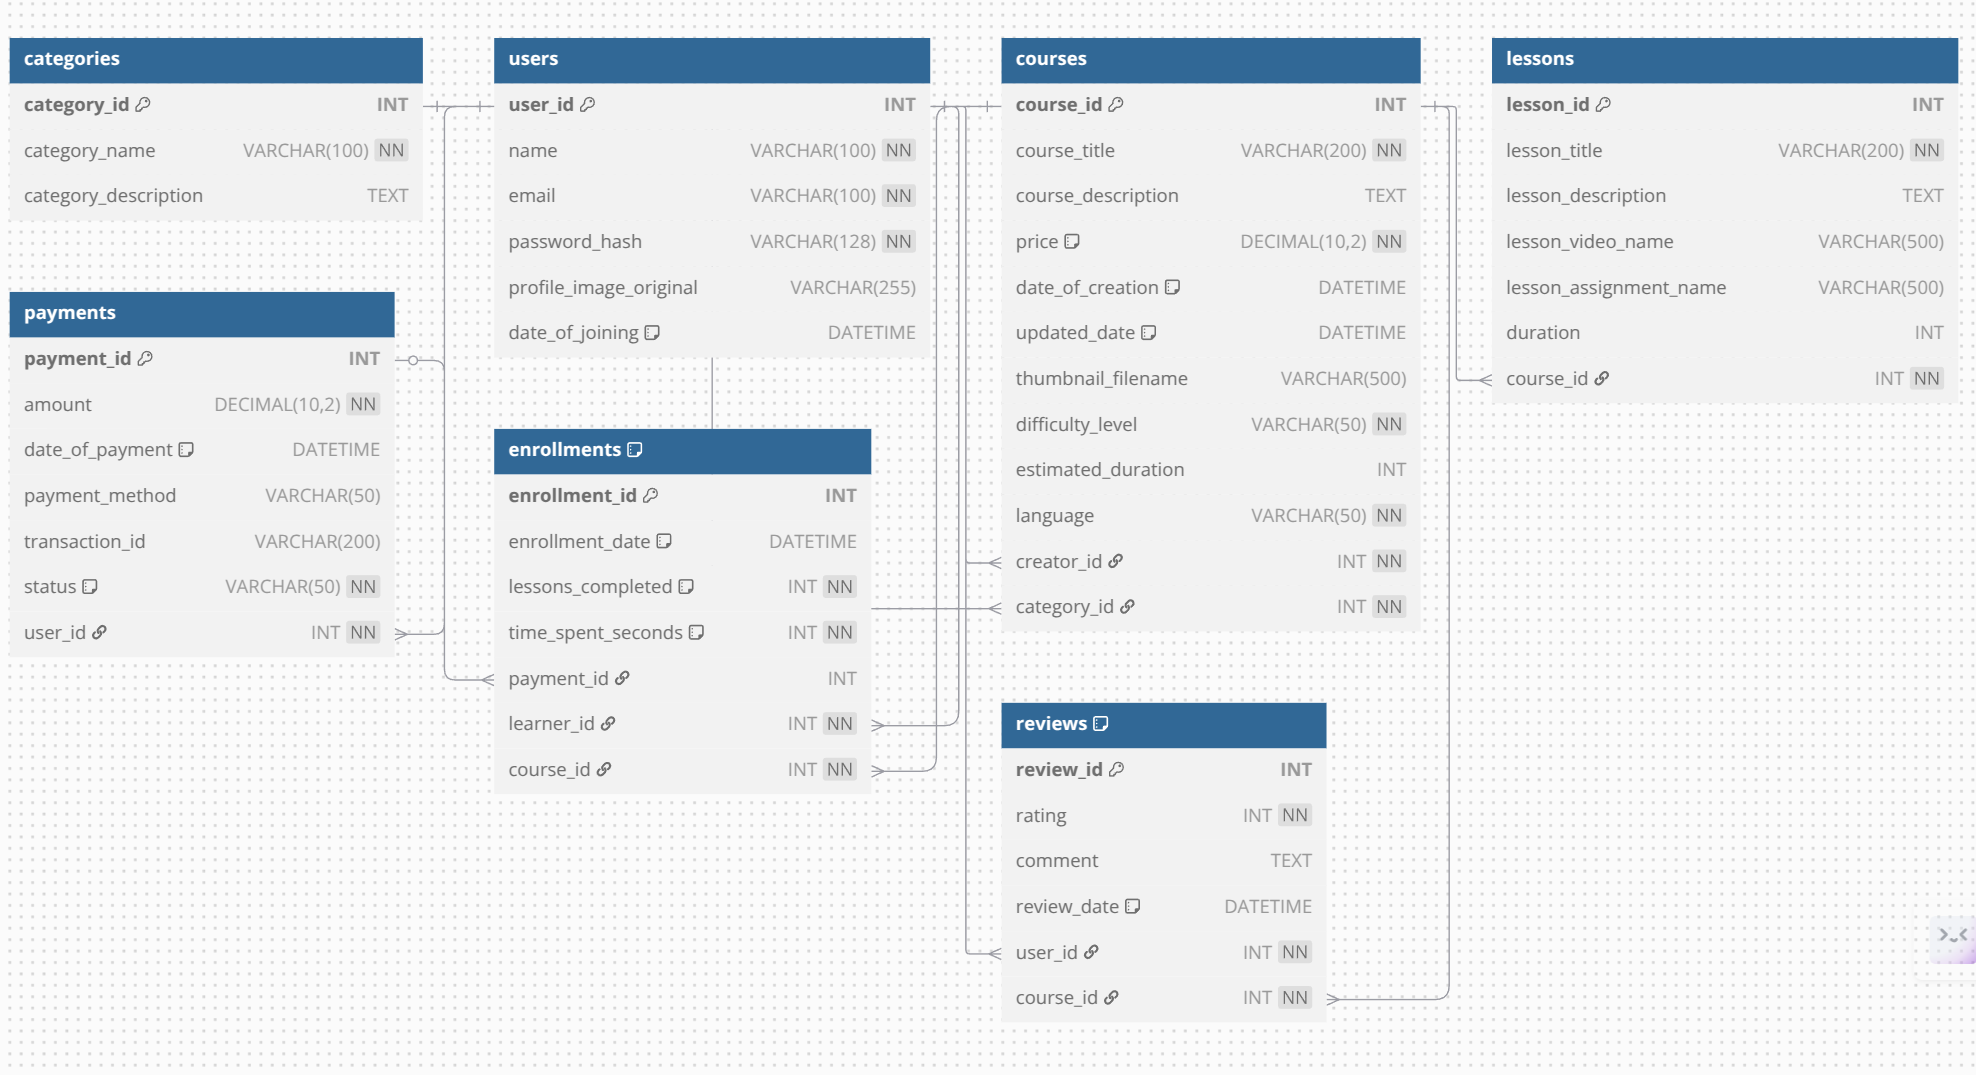 categories
category_id INT
category_name VARCHAR(100) NN
category_description TEXT
payments
payment_id INT
amount DECIMAL(10,2) NN
date_of_payment DATETIME
payment_method VARCHAR(50)
transaction_id VARCHAR(200)
status VARCHAR(50) NN
user_id INT NN
users
user_id INT
name VARCHAR(100) NN
email VARCHAR(100) NN
password_hash VARCHAR(128) NN
profile_image_original VARCHAR(255)
date_of_joining DATETIME
enrollments
enrollment_id INT
enrollment_date DATETIME
lessons_completed INT NN
time_spent_seconds INT NN
payment_id INT
learner_id INT NN
course_id INT NN
courses
course_id INT
course_title VARCHAR(200) NN
course_description TEXT
price DECIMAL(10,2) NN
date_of_creation DATETIME
updated_date DATETIME
thumbnail_filename VARCHAR(500)
difficulty_level VARCHAR(50) NN
estimated_duration INT
language VARCHAR(50) NN
creator_id INT NN
category_id INT NN
reviews
review_id INT
rating INT NN
comment TEXT
review_date DATETIME
user_id INT NN
course_id INT NN
lessons
lesson_id INT
lesson_title VARCHAR(200) NN
lesson_description TEXT
lesson_video_name VARCHAR(500)
lesson_assignment_name VARCHAR(500)
duration INT
course_id INT NN